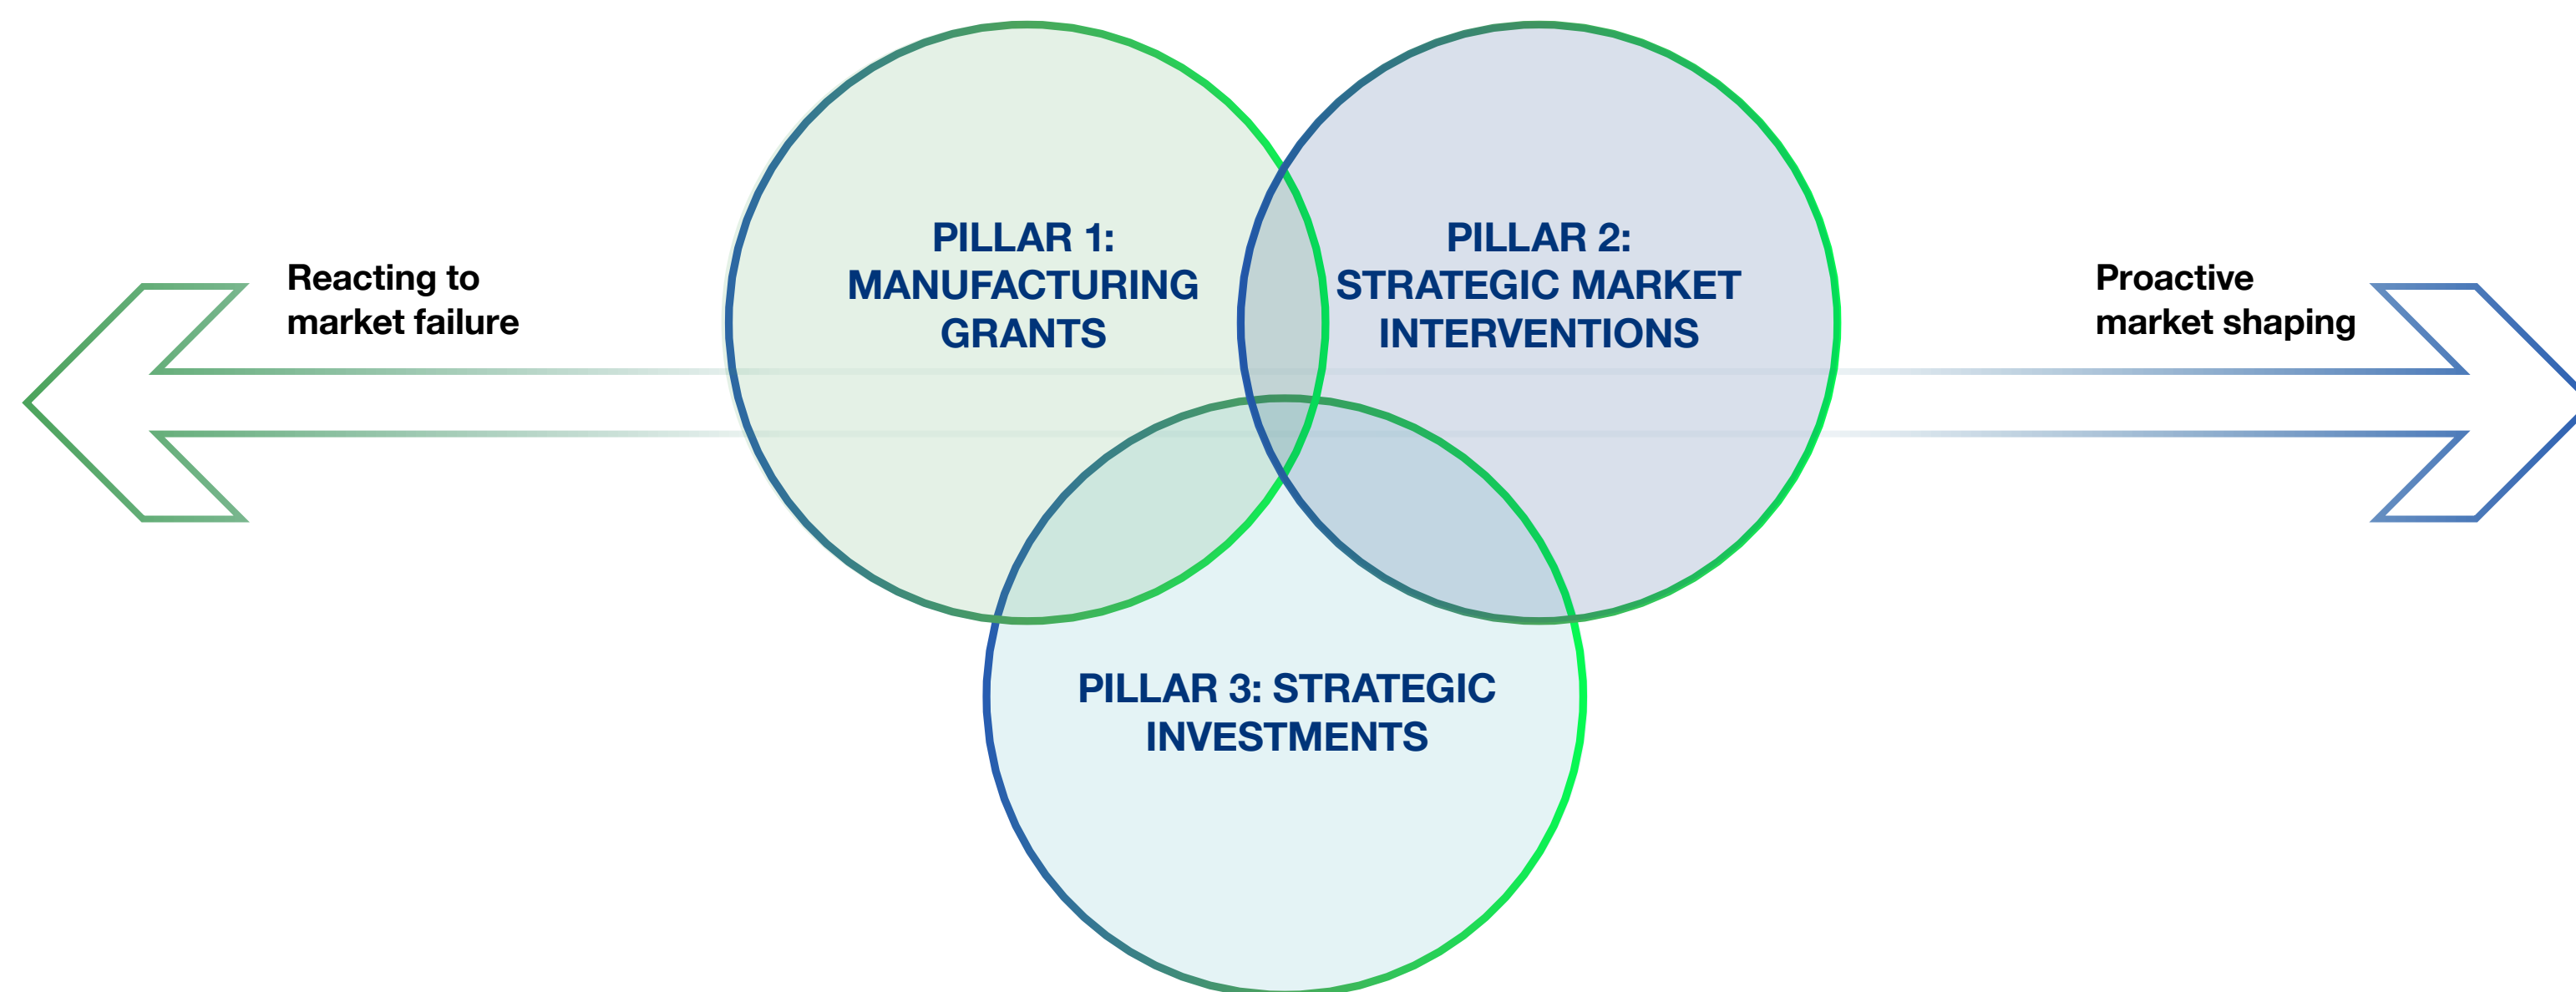 Reacting to
market failure
PILLAR 1:
MANUFACTURING
GRANTS
PILLAR 2:
STRATEGIC MARKET
INTERVENTIONS
Proactive
market shaping
PILLAR 3: STRATEGIC
INVESTMENTS